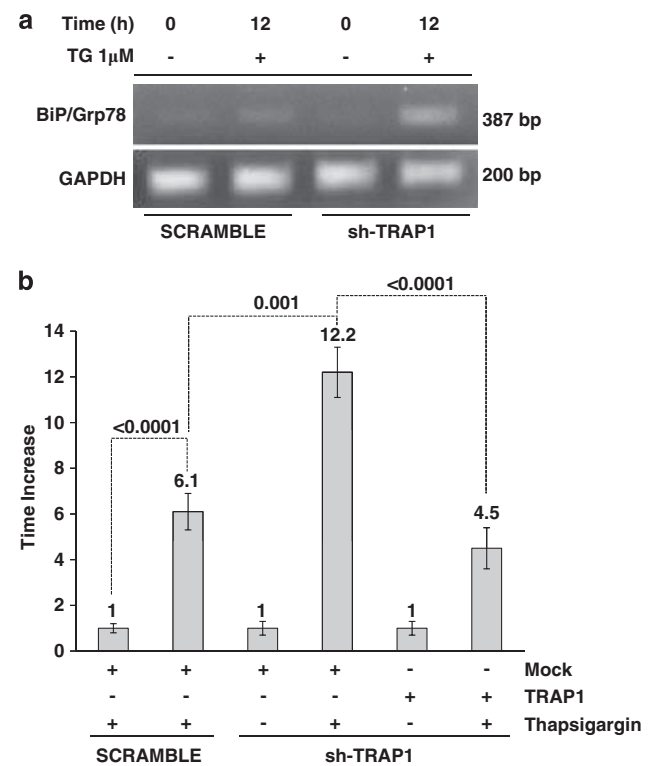 a
Time (h) 0 12 0 12
TG 1µM - + - +
BiP/Grp78 387 bp
GAPDH 200 bp
SCRAMBLE sh-TRAP1
b
<0.0001
0.001
12.2
14
12
10
<0.0001
8
6.1
6
4.5
4
1 1 1
2
0
Time Increase
+ + + + - - Mock
- - - - + + TRAP1
+ + - + - + Thapsigargin
SCRAMBLE sh-TRAP1